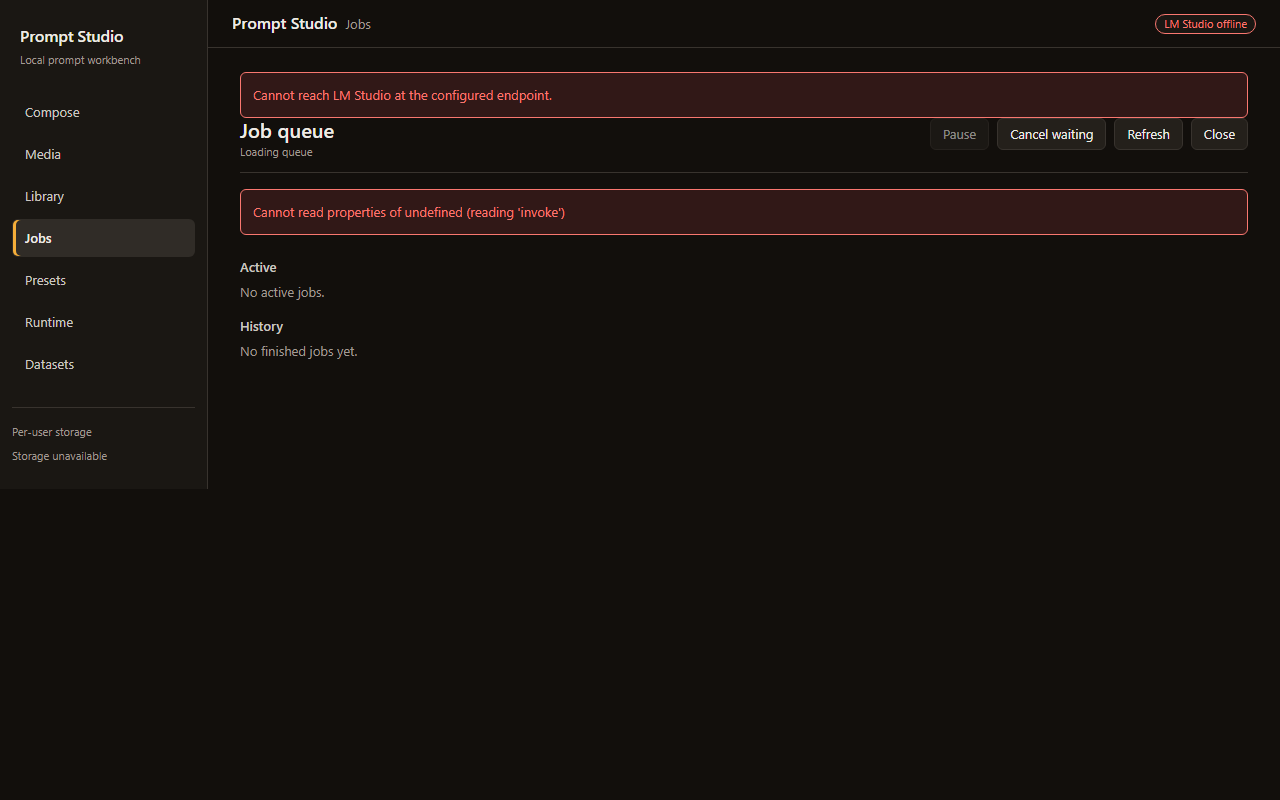 Prompt Studio
Local prompt workbench
Compose
Media
Library
Jobs
Presets
Runtime
Datasets
Per-user storage
Storage unavailable
Prompt Studio Jobs
LM Studio offline
Cannot reach LM Studio at the configured endpoint.
Job queue
Loading queue
Pause Cancel waiting Refresh Close
Cannot read properties of undefined (reading 'invoke')
Active
No active jobs.
History
No finished jobs yet.